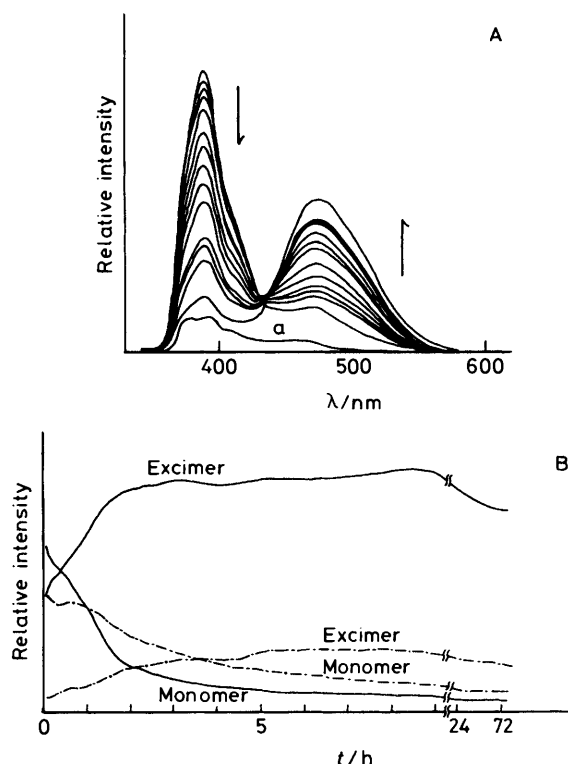 A
Relative intensity
a
400 500 600
λ/nm
B
Relative intensity
Excimer
Excimer
Monomer
Monomer
0 5 24 72
t/h